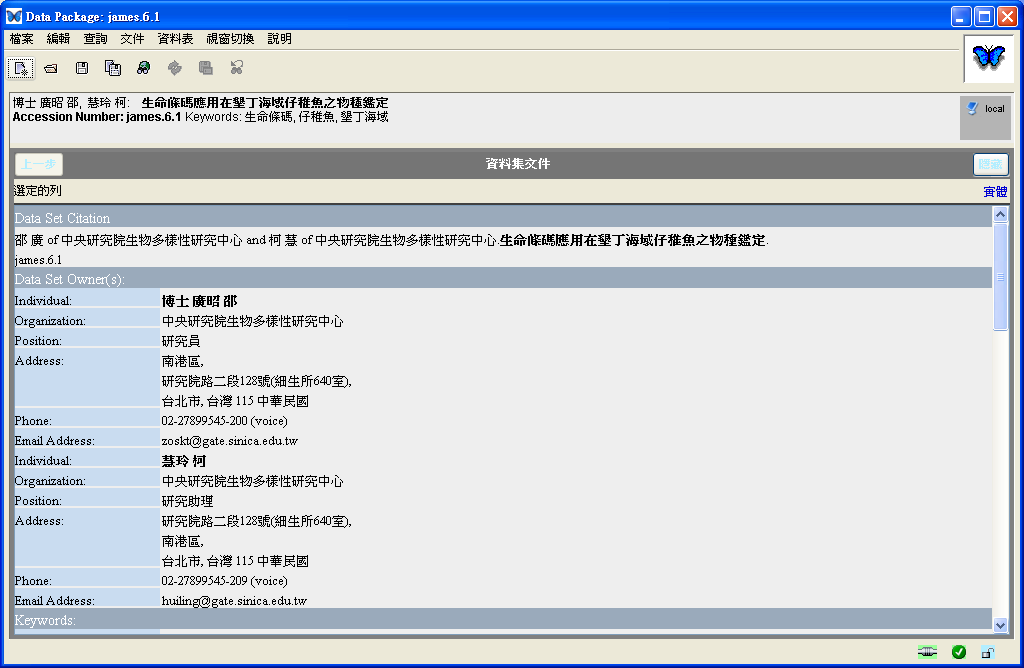 Data Package: james.6.1
檔案 編輯 查詢 文件 資料表 視窗切換 說明
博士 廣昭 邵, 慧玲 柯: 生命條碼應用在墾丁海域仔稚魚之物種鑑定
Accession Number: james.6.1 Keywords: 生命條碼, 仔稚魚, 墾丁海域
local
上一步 資料集文件 隱藏
選定的列 實體
Data Set Citation
邵 廣 of 中央研究院生物多樣性研究中心 and 柯 慧 of 中央研究院生物多樣性研究中心.生命條碼應用在墾丁海域仔稚魚之物種鑑定.
james.6.1
Data Set Owner(s):
Individual: 博士 廣昭 邵
Organization: 中央研究院生物多樣性研究中心
Position: 研究員
Address: 南港區,
研究院路二段128號(細生所640室),
台北市, 台灣 115 中華民國
Phone: 02-27899545-200 (voice)
Email Address: zoskt@gate.sinica.edu.tw
Individual: 慧玲 柯
Organization: 中央研究院生物多樣性研究中心
Position: 研究助理
Address: 研究院路二段128號(細生所640室),
南港區,
台北市, 台灣 115 中華民國
Phone: 02-27899545-209 (voice)
Email Address: huiling@gate.sinica.edu.tw
Keywords: